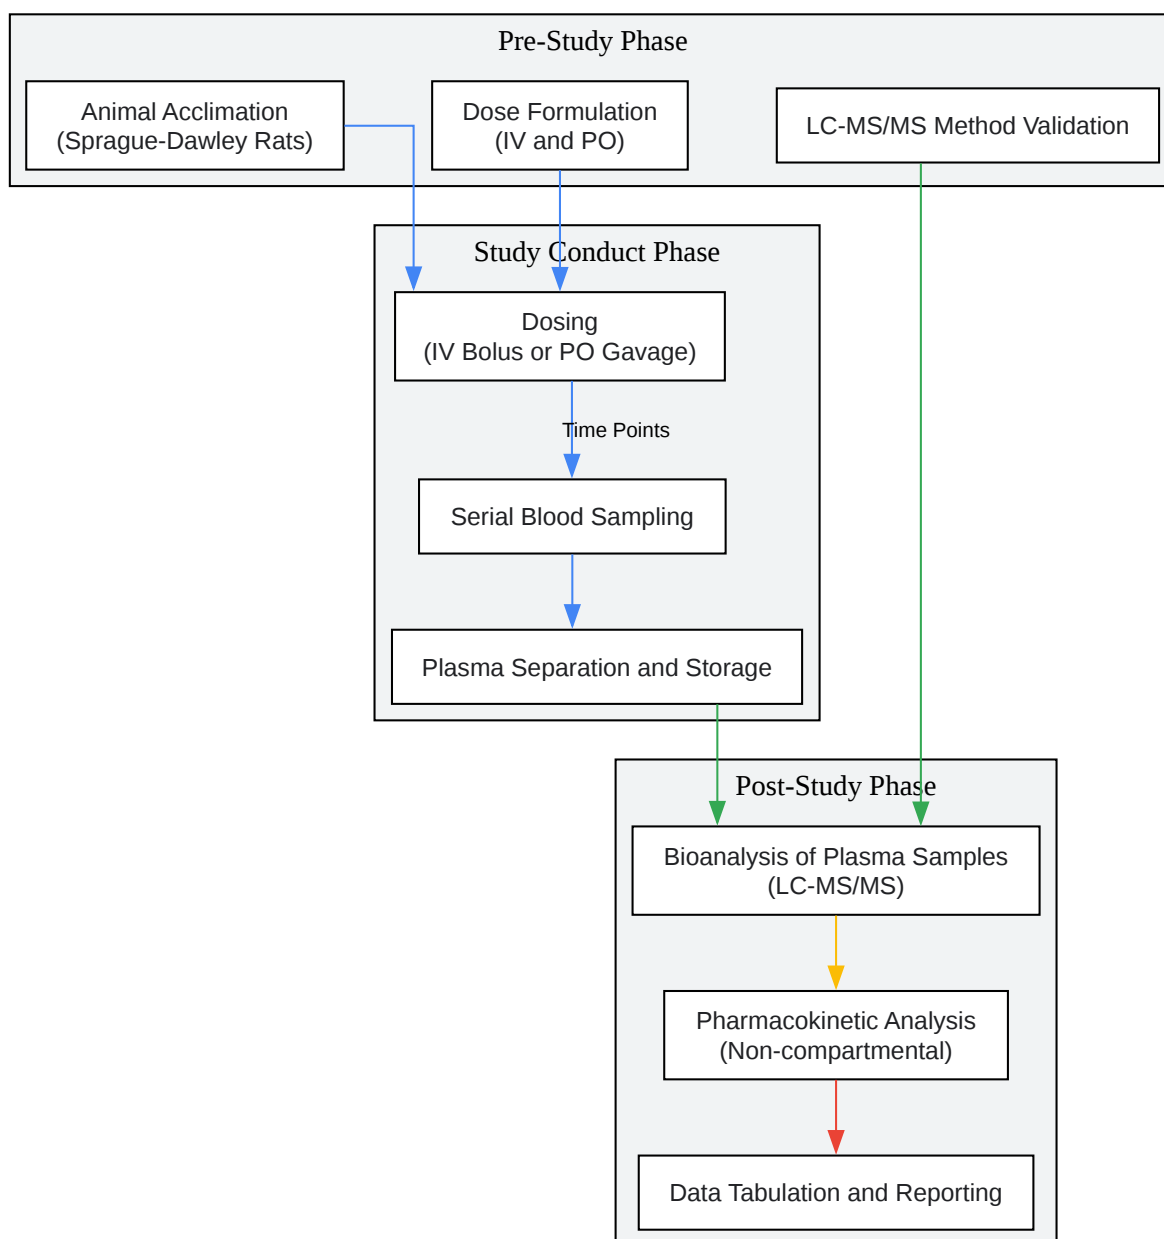 Pre-Study Phase
Animal Acclimation
(Sprague-Dawley Rats)
Dose Formulation
(IV and PO)
LC-MS/MS Method Validation
Study Conduct Phase
Dosing
(IV Bolus or PO Gavage)
Time Points
Serial Blood Sampling
Plasma Separation and Storage
Post-Study Phase
Bioanalysis of Plasma Samples
(LC-MS/MS)
Pharmacokinetic Analysis
(Non-compartmental)
Data Tabulation and Reporting